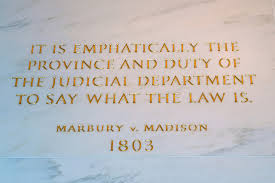 IT IS EMPHATICALLY THE
PROVINCE AND DUTY OF
THE JUDICIAL DEPARTMENT
TO SAY WHAT THE LAW IS.
MARBURY v. MADISON
1803